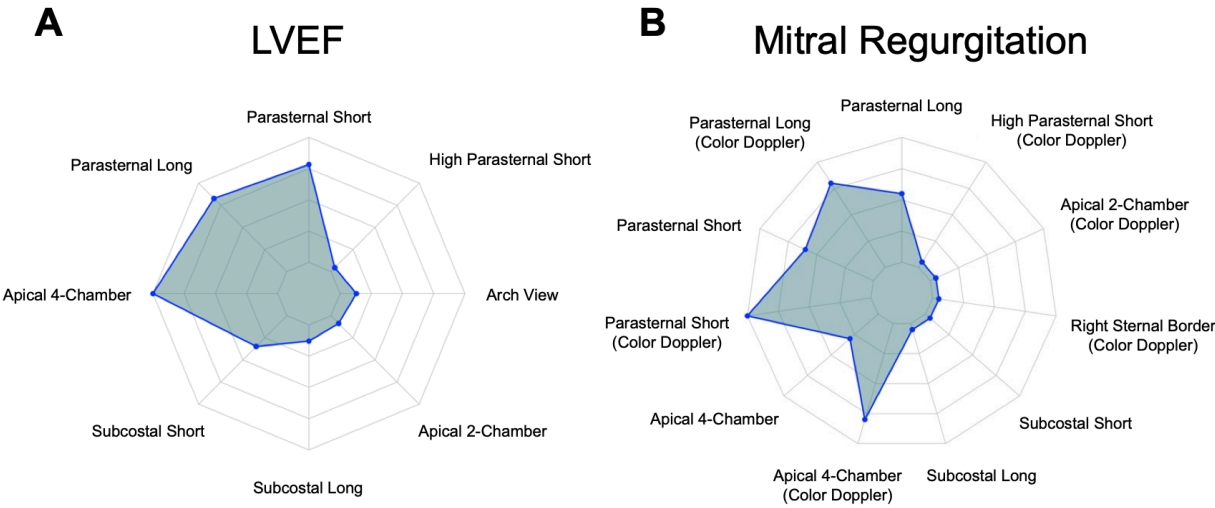 A
LVEF
Parasternal Short
High Parasternal Short
Parasternal Long
Apical 4-Chamber
Arch View
Subcostal Short
Apical 2-Chamber
Subcostal Long
B
Mitral Regurgitation
Parasternal Long
Parasternal Long
(Color Doppler)
High Parasternal Short
(Color Doppler)
Parasternal Short
Apical 2-Chamber
(Color Doppler)
Parasternal Short
(Color Doppler)
Right Sternal Border
(Color Doppler)
Apical 4-Chamber
Subcostal Short
Apical 4-Chamber
(Color Doppler)
Subcostal Long